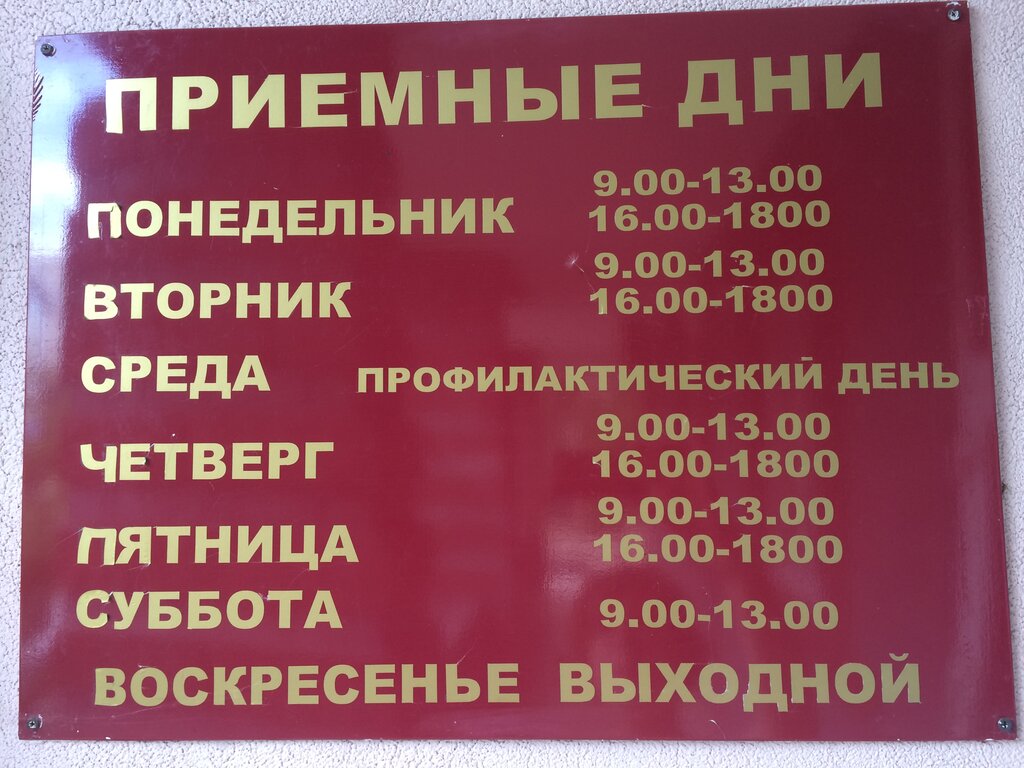 ПРИЕМНЫЕ ДНИ
9.00-13.00
ПОНЕДЕЛЬНИК 16.00-1800
9.00-13.00
ВТОРНИК 16.00-1800
СРЕДА ПРОФИЛАКТИЧЕСКИЙ ДЕНЬ
9.00-13.00
ЧЕТВЕРГ 16.00-1800
9.00-13.00
ПЯТНИЦА 16.00-1800
СУББОТА 9.00-13.00
ВОСКРЕСЕНЬЕ ВЫХОДНОЙ